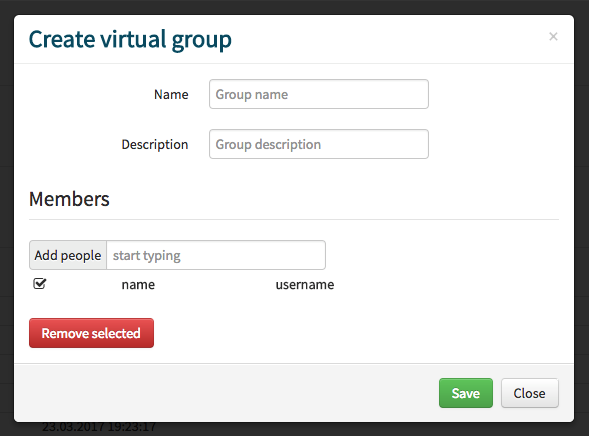 Create virtual group ×
Name Group name
Description Group description
Members
Add people start typing
name username
Remove selected
Save Close
23.03.2017 19:23:17